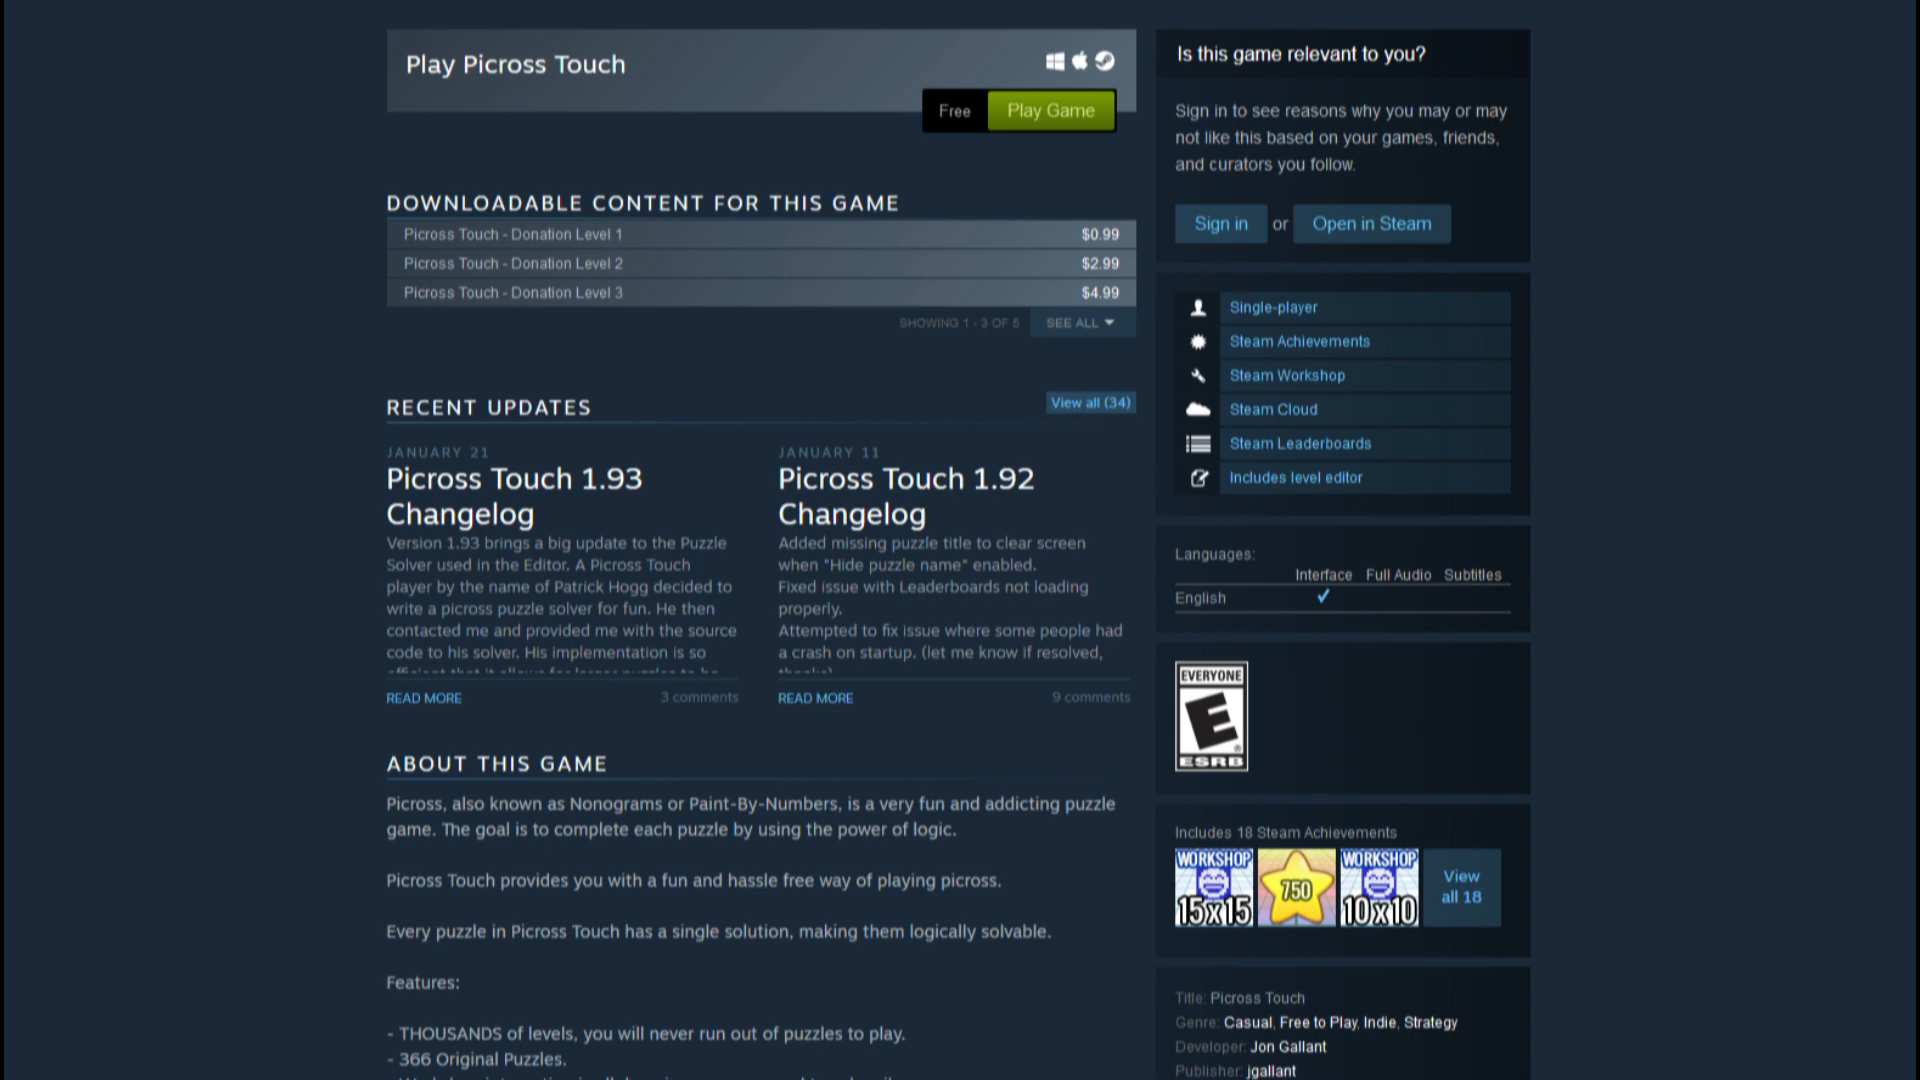 Play Picross Touch
Free
Play Game
DOWNLOADABLE CONTENT FOR THIS GAME
Picross Touch - Donation Level 1 $0.99
Picross Touch - Donation Level 2 $2.99
Picross Touch - Donation Level 3 $4.99
SHOWING 1 - 3 OF 5 SEE ALL
RECENT UPDATES
View all (34)
JANUARY 21
Picross Touch 1.93
Changelog
Version 1.93 brings a big update to the Puzzle
Solver used in the Editor. A Picross Touch
player by the name of Patrick Hogg decided to
write a picross puzzle solver for fun. He then
contacted me and provided me with the source
code to his solver. His implementation is so
READ MORE 3 comments
JANUARY 11
Picross Touch 1.92
Changelog
Added missing puzzle title to clear screen
when "Hide puzzle name" enabled.
Fixed issue with Leaderboards not loading
properly.
Attempted to fix issue where some people had
a crash on startup. (let me know if resolved,
READ MORE 9 comments
ABOUT THIS GAME
Picross, also known as Nonograms or Paint-By-Numbers, is a very fun and addicting puzzle
game. The goal is to complete each puzzle by using the power of logic.
Picross Touch provides you with a fun and hassle free way of playing picross.
Every puzzle in Picross Touch has a single solution, making them logically solvable.
Features:
- THOUSANDS of levels, you will never run out of puzzles to play.
- 366 Original Puzzles.
Is this game relevant to you?
Sign in to see reasons why you may or may
not like this based on your games, friends,
and curators you follow.
Sign in or Open in Steam
Single-player
Steam Achievements
Steam Workshop
Steam Cloud
Steam Leaderboards
Includes level editor
Languages:
Interface Full Audio Subtitles
English
EVERYONE
E
ESRB
Includes 18 Steam Achievements
WORKSHOP
15x15
750
WORKSHOP
10x10
View
all 18
Title: Picross Touch
Genre: Casual, Free to Play, Indie, Strategy
Developer: Jon Gallant
Publisher: jgallant